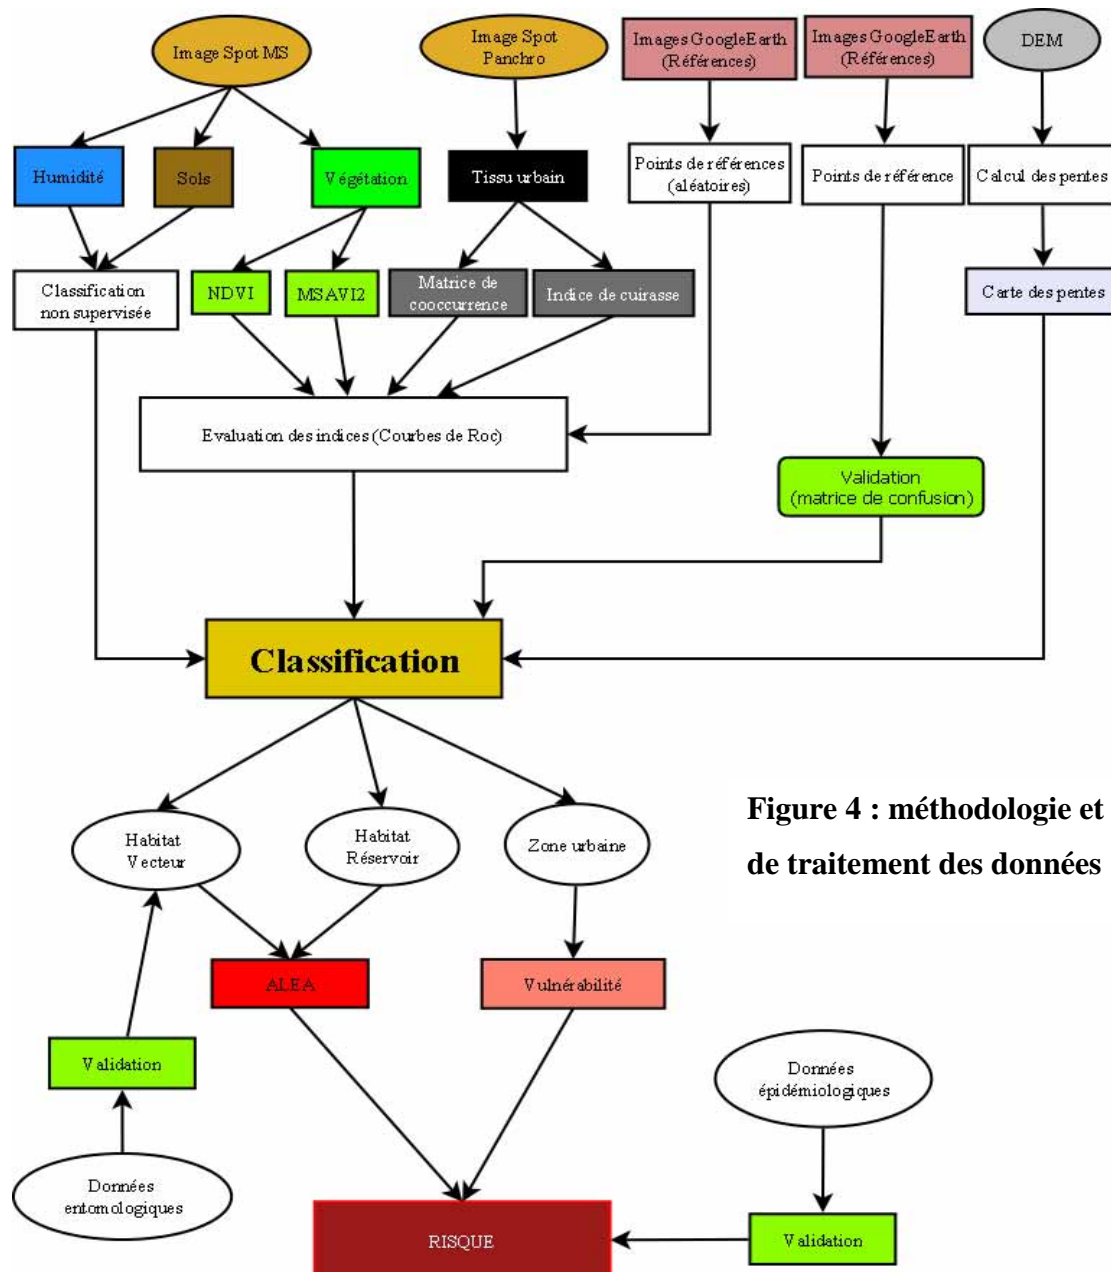 Image Spot MS
Image Spot
Panchro
Images GoogleEarth
(Références)
Images GoogleEarth
(Références)
DEM
Humidité
Sols
Végétation
Tissu urbain
Points de références
(aléatoires)
Points de référence
Calcul des pentes
Classification
non supervisée
NDVI
MSAVI2
Matrice de
cooccurrence
Indice de cuirasse
Carte des pentes
Evaluation des indices (Courbes de Roc)
Validation
(matrice de confusion)
Classification
Habitat
Vecteur
Habitat
Réservoir
Zone urbaine
Figure 4 : méthodologie et
de traitement des données
ALEA
Vulnérabilité
Validation
Données
épidémiologiques
Données
entomologiques
RISQUE
Validation